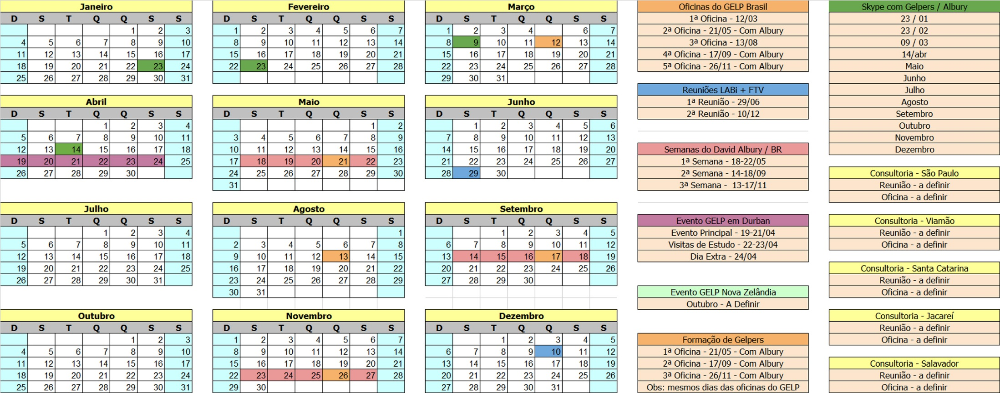 Janeiro
D S T Q Q S S
1 2 3
4 5 6 7 8 9 10
11 12 13 14 15 16 17
18 19 20 21 22 23 24
25 26 27 28 29 30 31
Fevereiro
D S T Q Q S S
1 2 3 4 5 6 7
8 9 10 11 12 13 14
15 16 17 18 19 20 21
22 23 24 25 26 27 28
Março
D S T Q Q S S
1 2 3 4 6 7
8 9 10 11 12 13 14
15 16 17 18 19 20 21
22 23 24 25 26 27 28
29 30 31
Abril
D S T Q Q S S
1 2 3 4
5 6 7 8 9 10 11
12 13 14 15 16 17 18
19 20 21 22 23 24 25
26 27 28 29 30
Maio
D S T Q Q S S
1 2
3 4 5 6 7 8 9
10 11 12 13 14 15 16
17 18 19 20 21 22 23
24 25 26 27 28 29 30
31
Junho
D S T Q Q S S
1 2 3 4 5 6
7 8 9 10 11 12 13
14 15 16 17 18 19 20
21 22 23 24 25 26 27
28 29 30
Julho
D S T Q Q S S
1 2 3 4
5 6 7 8 9 10 11
12 13 14 15 16 17 18
19 20 21 22 23 24 25
26 27 28 29 30 31
Agosto
D S T Q Q S S
1
2 3 4 5 6 7 8
9 10 11 12 13 14 15
16 17 18 19 20 21 22
23 24 25 26 27 28 29
30 31
Setembro
D S T Q Q S S
1 2 3 4 5
6 7 8 9 10 11 12
13 14 15 16 17 18 19
20 21 22 23 24 25 26
27 28 29 30
Outubro
D S T Q Q S S
1 2 3
4 5 6 7 8 9 10
11 12 13 14 15 16 17
18 19 20 21 22 23 24
25 26 27 28 29 30 31
Novembro
D S T Q Q S S
1 2 3 4 5 6 7
8 9 10 11 12 13 14
15 16 17 18 19 20 21
22 23 24 25 26 27 28
29 30
Dezembro
D S T Q Q S S
1 2 3 4 5
6 7 8 9 10 11 12
13 14 15 16 17 18 19
20 21 22 23 24 25 26
27 28 29 30 31
Oficinas do GELP Brasil
1ª Oficina - 12/03
2ª Oficina - 21/05 - Com Albury
3ª Oficina - 13/08
4ª Oficina - 17/09 - Com Albury
5ª Oficina - 26/11 - Com Albury
Reuniões LABi + FTV
1ª Reunião - 29/06
2ª Reunião - 10/12
Semanas do David Albury / BR
1ª Semana - 18-22/05
2ª Semana - 14-18/09
3ª Semana - 13-17/11
Evento GELP em Durban
Evento Principal - 19-21/04
Visitas de Estudo - 22-23/04
Dia Extra - 24/04
Evento GELP Nova Zelândia
Outubro - A Definir
Formação de Gelpers
1ª Oficina - 21/05 - Com Albury
2ª Oficina - 17/09 - Com Albury
3ª Oficina - 26/11 - Com Albury
Obs: mesmos dias das oficinas do GELP
Skype com Gelpers / Albury
23 / 01
23 / 02
09 / 03
14/abr
Maio
Junho
Julho
Agosto
Setembro
Outubro
Novembro
Dezembro
Consultoria - São Paulo
Reunião - a definir
Oficina - a definir
Consultoria - Viamão
Reunião - a definir
Oficina - a definir
Consultoria - Santa Catarina
Reunião - a definir
Oficina - a definir
Consultoria - Jacareí
Reunião - a definir
Oficina - a definir
Consultoria - Salavador
Reunião - a definir
Oficina - a definir